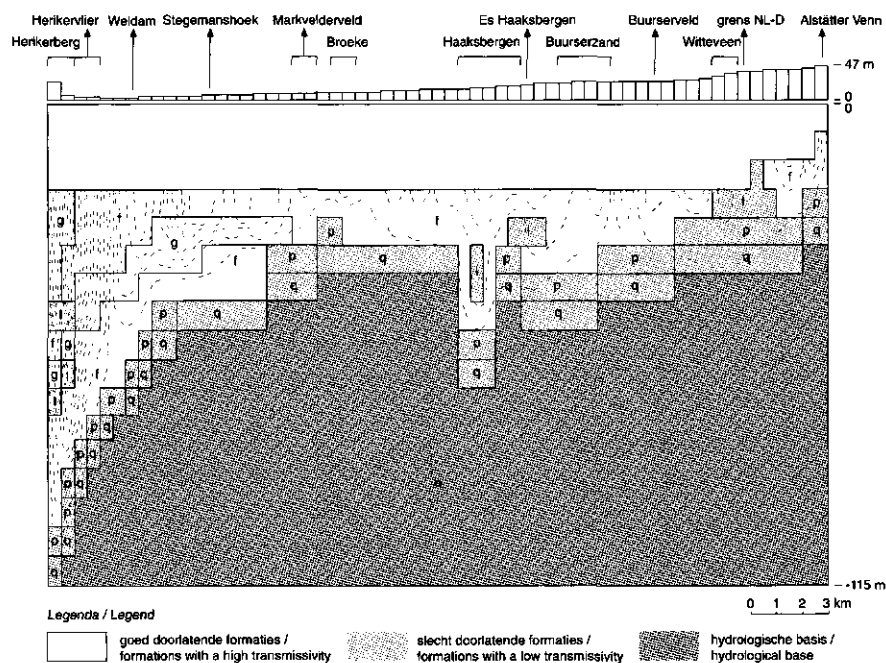 Herikervlier Weldam Stegemanshoek Markvelderveld Es Haaksbergen Buurserveld grens NL-D Alstätter Venn
Herikerberg Broeke Haaksbergen Buurserzand Witteveen
47 m
0
0
f
g f f f p
g p i p q
f p q i p p q
q q p q
i p q q
f g p q p
g f p q q
i p q
p q
p q
p q
p
p q
q
-115 m
0 1 2 3 km
Legenda / Legend
goed doorlatende formaties /
formations with a high transmissivity
slecht doorlatende formaties /
formations with a low transmissivity
hydrologische basis /
hydrological base